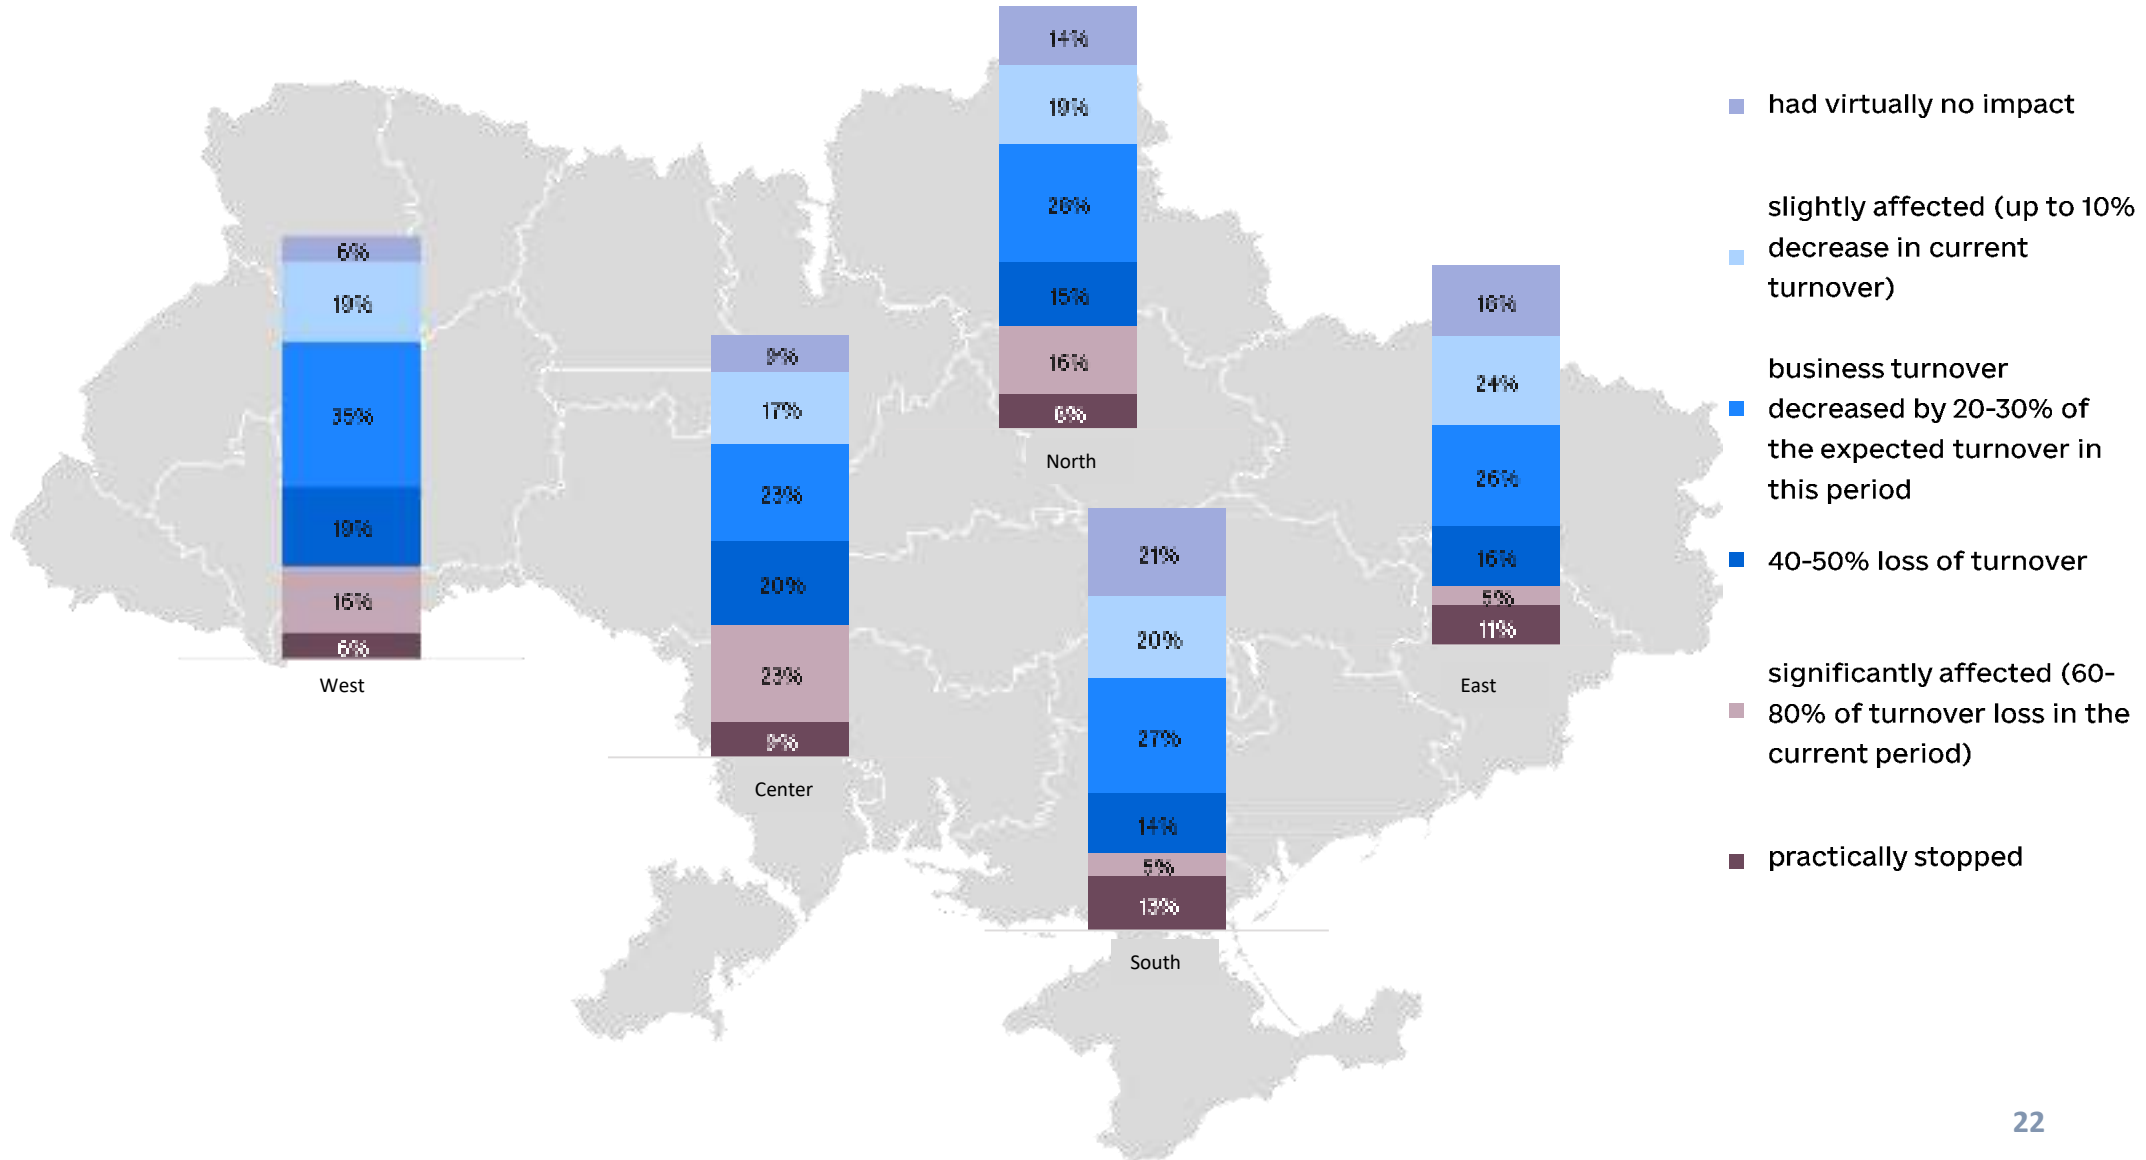 14%
19%
28%
15%
16%
8%
North
6%
19%
35%
19%
16%
6%
West
9%
17%
23%
20%
23%
9%
Center
21%
20%
27%
14%
5%
13%
South
18%
24%
26%
16%
5%
11%
East
had virtually no impact
slightly affected (up to 10%
decrease in current
turnover)
business turnover
decreased by 20-30% of
the expected turnover in
this period
40-50% loss of turnover
significantly affected (60-
80% of turnover loss in the
current period)
practically stopped
22